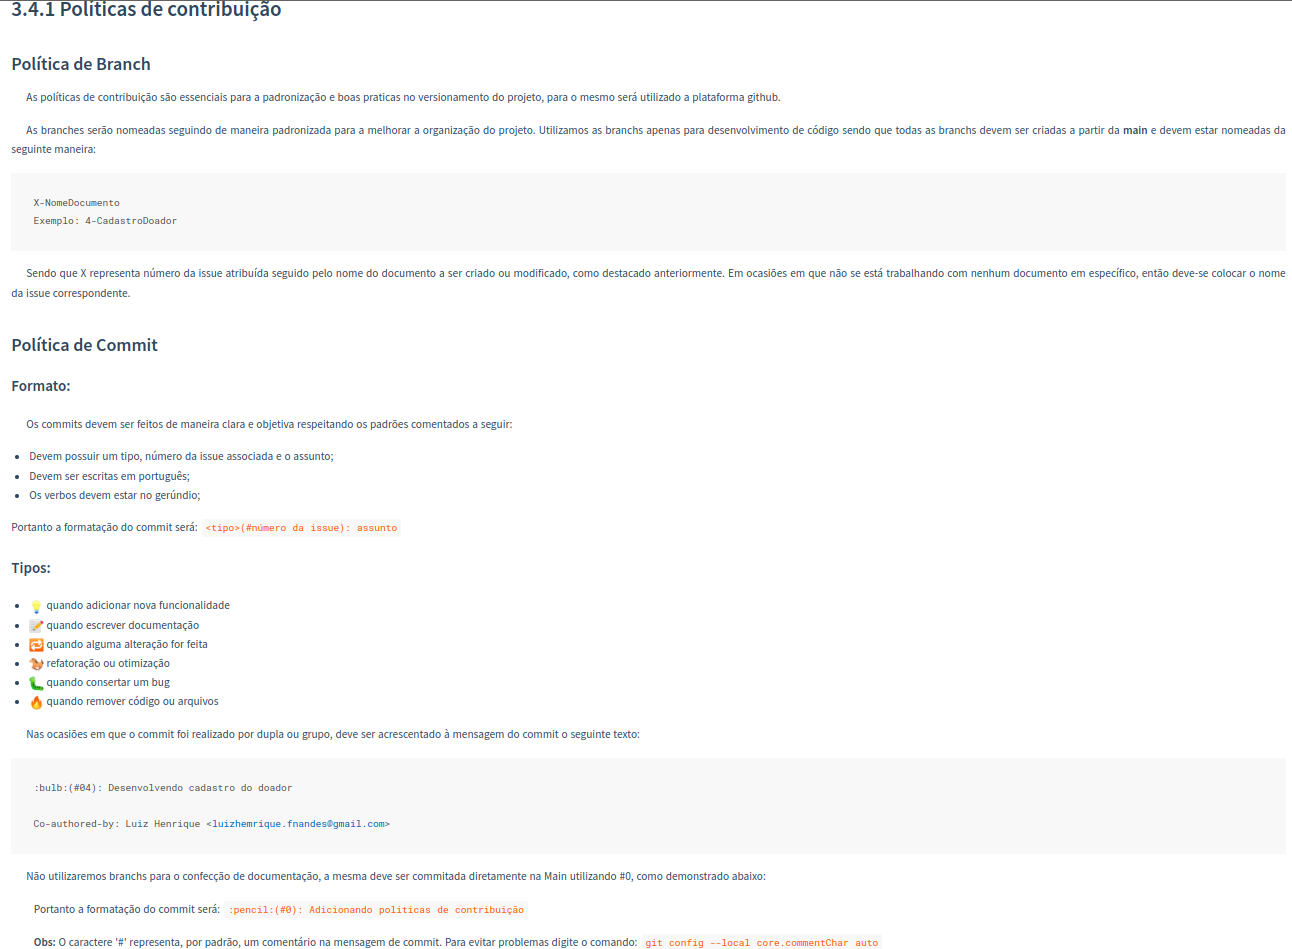 3.4.1 Políticas de contribuição
Política de Branch
As políticas de contribuição são essenciais para a padronização e boas praticas no versionamento do projeto, para o mesmo será utilizado a plataforma github.
As branches serão nomeadas seguindo de maneira padronizada para a melhorar a organização do projeto. Utilizamos as branchs apenas para desenvolvimento de código sendo que todas as branchs devem ser criadas a partir da main e devem estar nomeadas da
seguinte maneira:
X-NomeDocumento
Exemplo: 4-CadastroDoador
Sendo que X representa número da issue atribuída seguido pelo nome do documento a ser criado ou modificado, como destacado anteriormente. Em ocasiões em que não se está trabalhando com nenhum documento em específico, então deve-se colocar o nome
da issue correspondente.
Política de Commit
Formato:
Os commits devem ser feitos de maneira clara e objetiva respeitando os padrões comentados a seguir:
Devem possuir um tipo, número da issue associada e o assunto;
Devem ser escritas em português;
Os verbos devem estar no gerúndio;
Portanto a formatação do commit será: <tipo>(#número da issue): assunto
Tipos:
quando adicionar nova funcionalidade
quando escrever documentação
quando alguma alteração for feita
refatoração ou otimização
quando consertar um bug
quando remover código ou arquivos
Nas ocasiões em que o commit foi realizado por dupla ou grupo, deve ser acrescentado à mensagem do commit o seguinte texto:
:bulb:(#04): Desenvolvendo cadastro do doador
Co-authored-by: Luiz Henrique <luizhemrique.fnandes@gmail.com>
Não utilizaremos branchs para o confecção de documentação, a mesma deve ser commitada diretamente na Main utilizando #0, como demonstrado abaixo:
Portanto a formatação do commit será: :pencil:(#0): Adicionando políticas de contribuição
Obs: O caractere '#' representa, por padrão, um comentário na mensagem de commit. Para evitar problemas digite o comando: git config --local core.commentChar auto